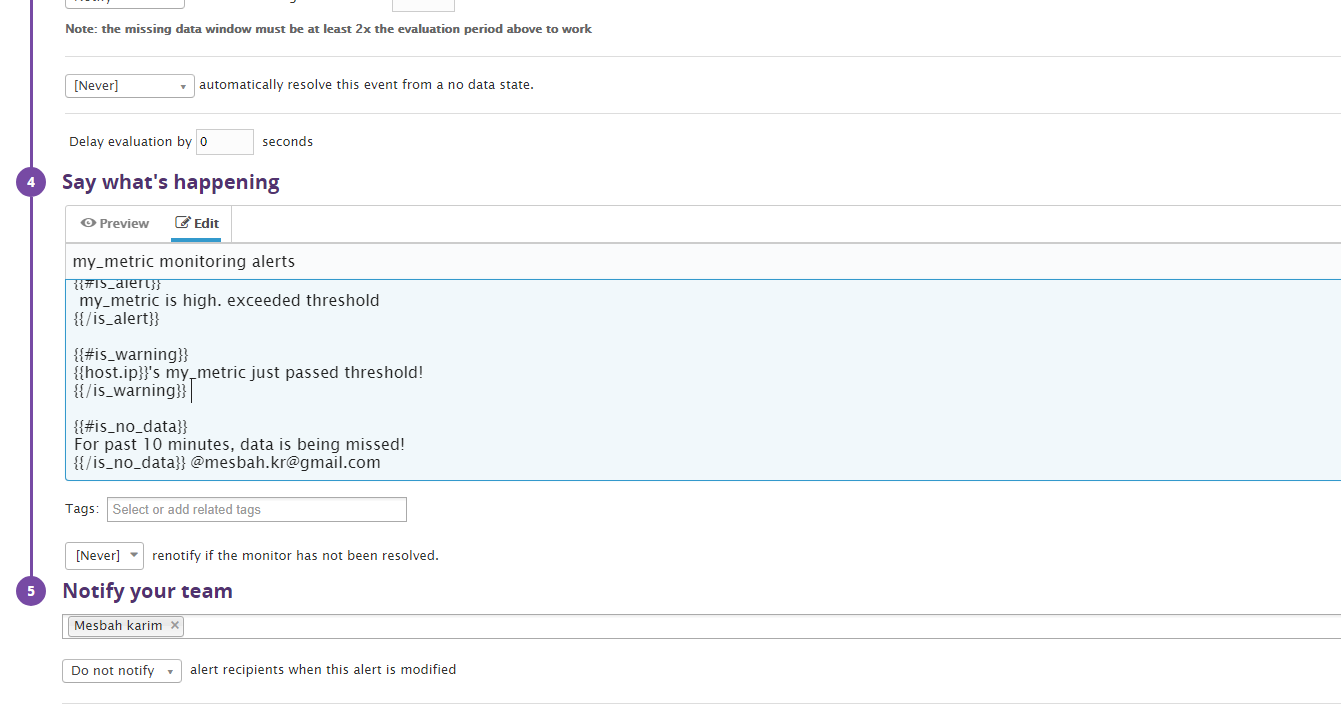 Note: the missing data window must be at least 2x the evaluation period above to work
[Never] automatically resolve this event from a no data state.
Delay evaluation by 0 seconds
4 Say what's happening
Preview Edit
my_metric monitoring alerts
{{#is_alert}}
my_metric is high. exceeded threshold
{{/is_alert}}
{{#is_warning}}
{{host.ip}}'s my_metric just passed threshold!
{{/is_warning}}
{{#is_no_data}}
For past 10 minutes, data is being missed!
{{/is_no_data}} @mesbah.kr@gmail.com
Tags: Select or add related tags
[Never] renotify if the monitor has not been resolved.
5 Notify your team
Mesbah karim ×
Do not notify alert recipients when this alert is modified